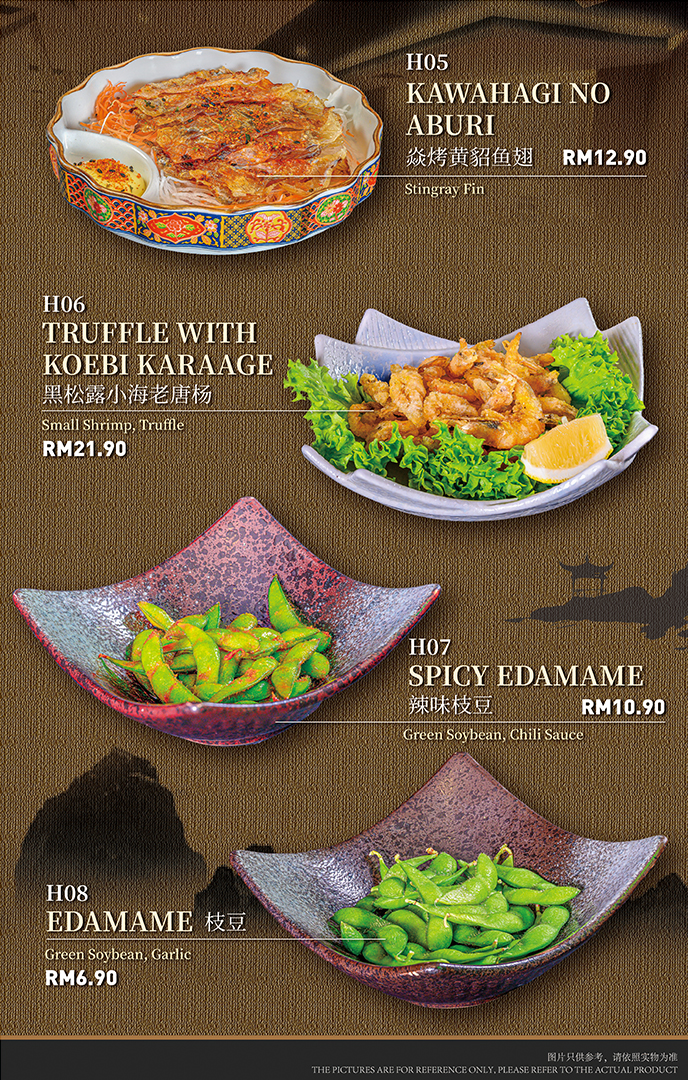 H05
KAWAHAGI NO
ABURI
焱烤黄貂鱼翅 RM12.90
Stingray Fin
H06
TRUFFLE WITH
KOEBI KARAAGE
黑松露小海老唐杨
Small Shrimp, Truffle
RM21.90
H07
SPICY EDAMAME
辣味枝豆 RM10.90
Green Soybean, Chili Sauce
H08
EDAMAME 枝豆
Green Soybean, Garlic
RM6.90
图片只供参考，请依照实物为准
THE PICTURES ARE FOR REFERENCE ONLY, PLEASE REFER TO THE ACTUAL PRODUCT